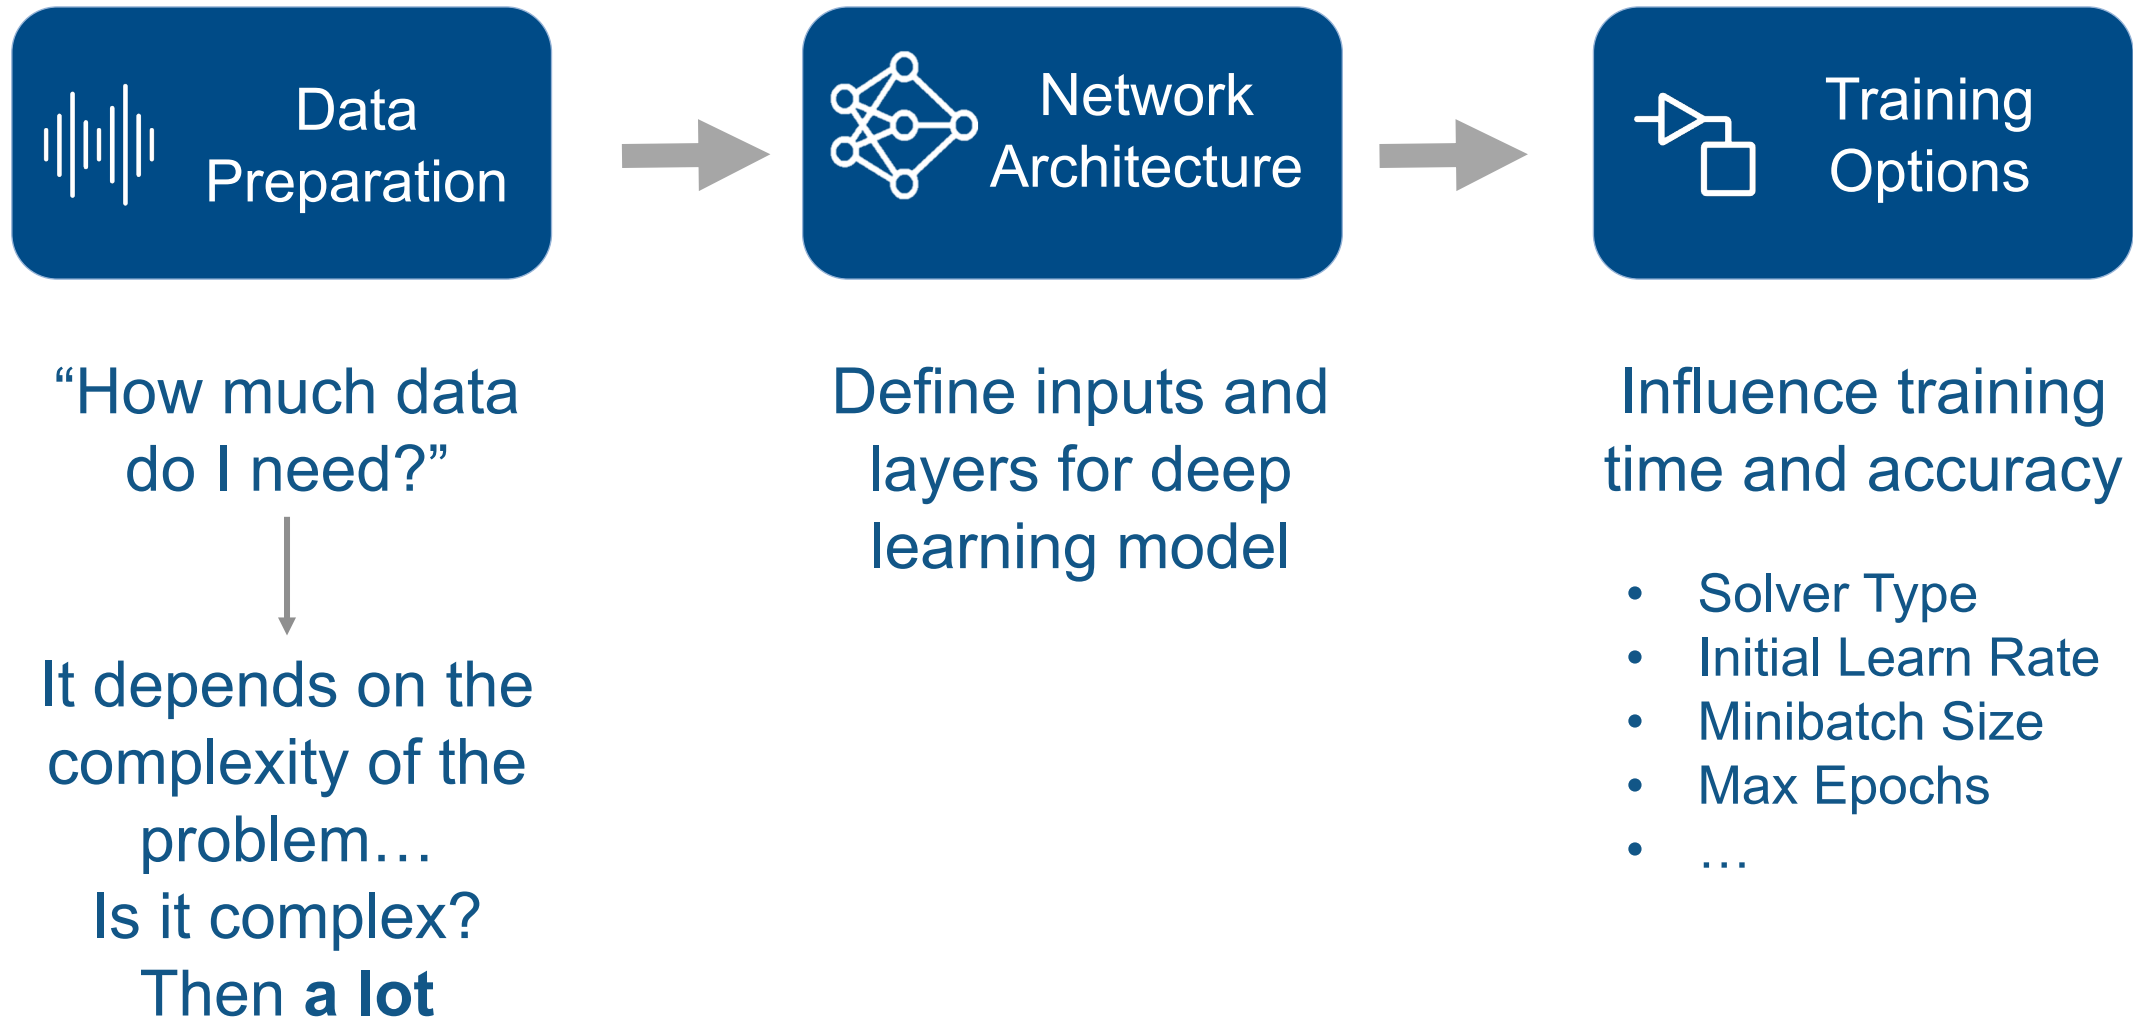 Data
Preparation
Network
Architecture
Training
Options
“How much data
do I need?”
It depends on the
complexity of the
problem…
Is it complex?
Then a lot
Define inputs and
layers for deep
learning model
Influence training
time and accuracy
• Solver Type
• Initial Learn Rate
• Minibatch Size
• Max Epochs
• …